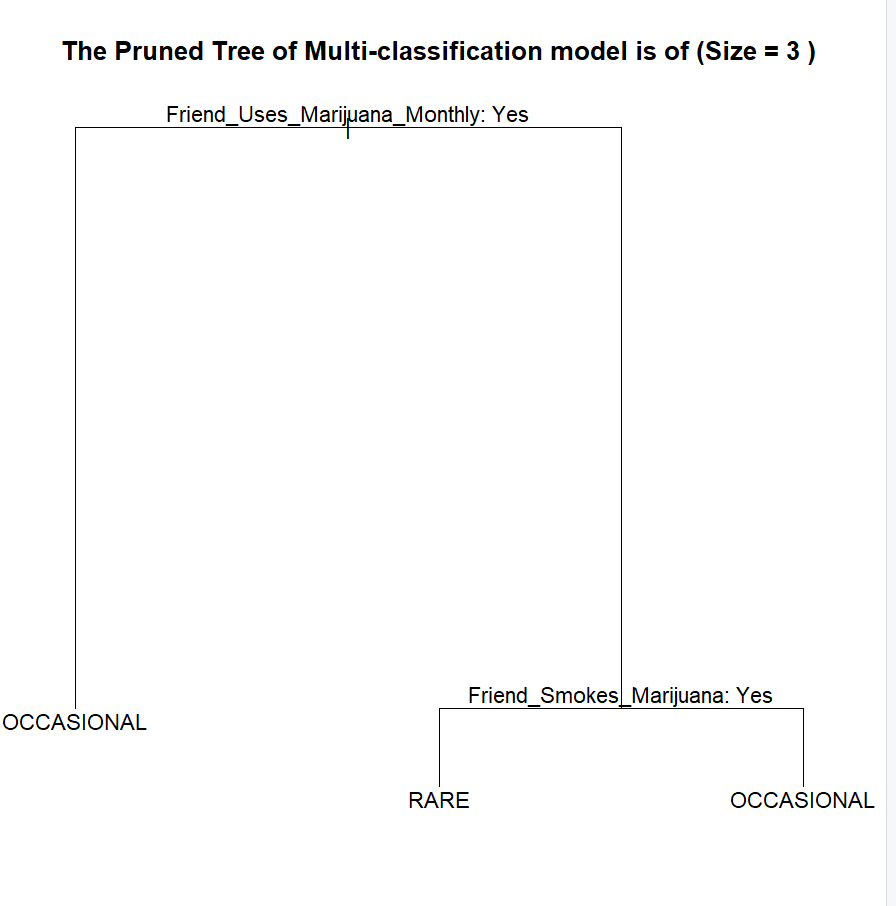 The Pruned Tree of Multi-classification model is of (Size = 3 )
Friend_Uses_Marijuana_Monthly: Yes
Friend_Smokes_Marijuana: Yes
OCCASIONAL
RARE
OCCASIONAL